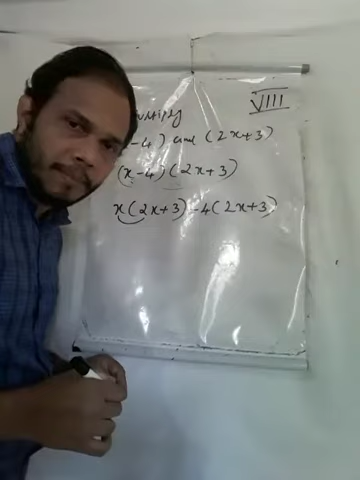 VIII
-4) and (2x+3)
(x-4)(2x+3)
x(2x+3)-4(2x+3)